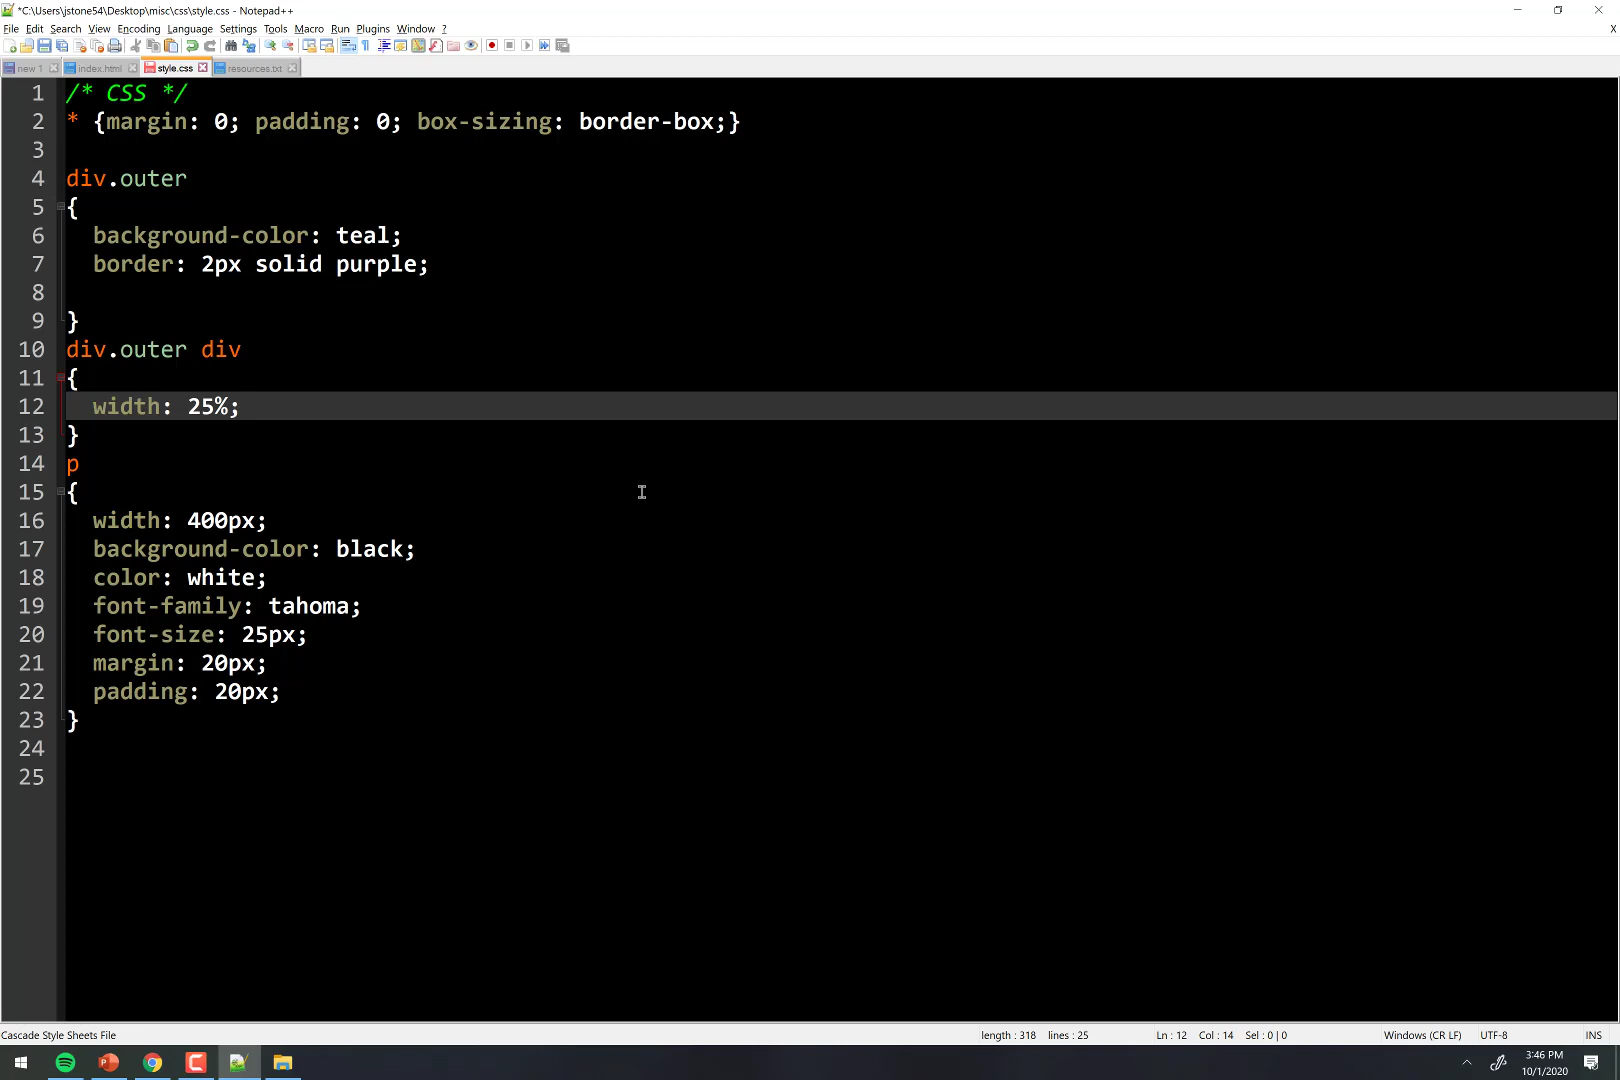 *C:\Users\jstone54\Desktop\misc\css\style.css - Notepad++
File Edit Search View Encoding Language Settings Tools Macro Run Plugins Window ? X
new 1 index.html style.css resources.txt
1 /* CSS */
2 * {margin: 0; padding: 0; box-sizing: border-box;}
3
4 div.outer
5 {
6 background-color: teal;
7 border: 2px solid purple;
8
9 }
10 div.outer div
11 {
12 width: 25%;
13 }
14 p
15 {
16 width: 400px;
17 background-color: black;
18 color: white;
19 font-family: tahoma;
20 font-size: 25px;
21 margin: 20px;
22 padding: 20px;
23 }
24
25
Cascade Style Sheets File length : 318 lines : 25 Ln : 12 Col : 14 Sel : 0 | 0 Windows (CR LF) UTF-8 INS
3:46 PM
10/1/2020